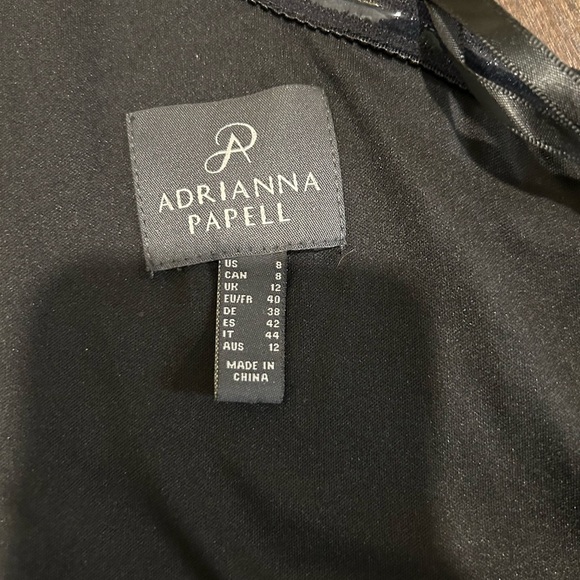 ADRIANNA
PAPELL
US 8
CAN 8
UK 12
EU/FR 40
DE 38
ES 42
IT 44
AUS 12
MADE IN
CHINA